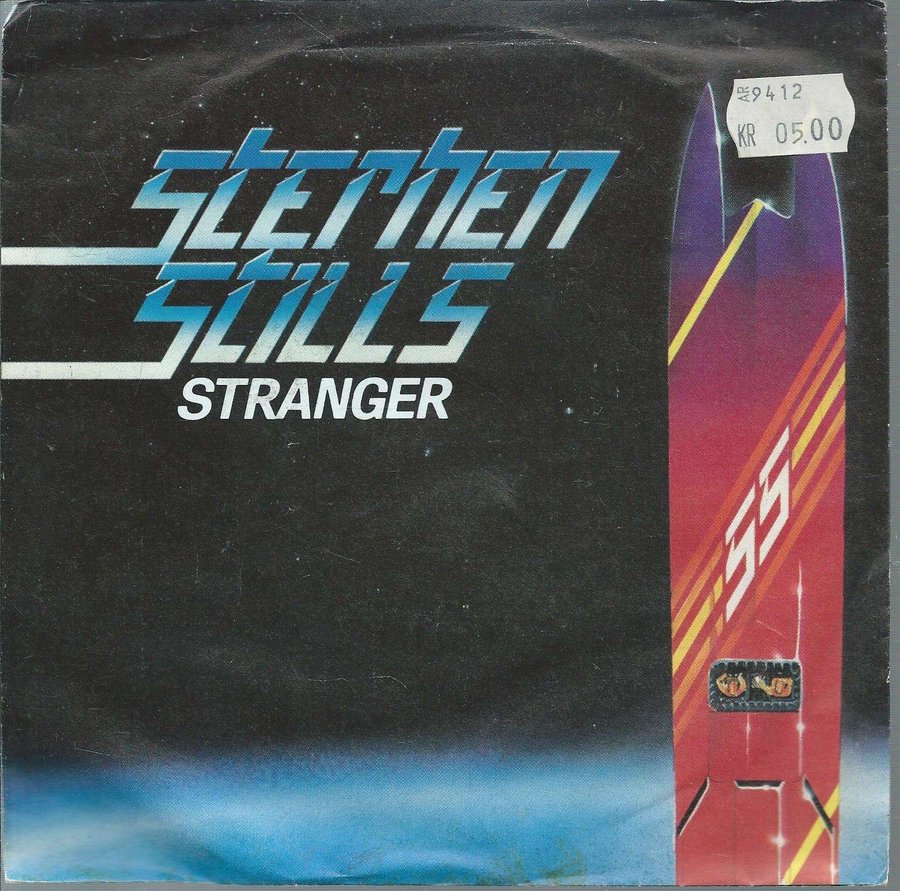 AR 9412
KR 05.00
STEPHEN
STILLS
STRANGER
SS